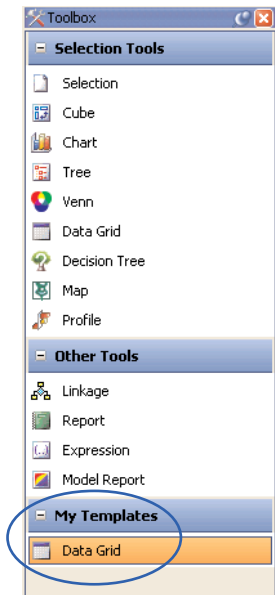 Toolbox
Selection Tools
Selection
Cube
Chart
Tree
Venn
Data Grid
Decision Tree
Map
Profile
Other Tools
Linkage
Report
Expression
Model Report
My Templates
Data Grid